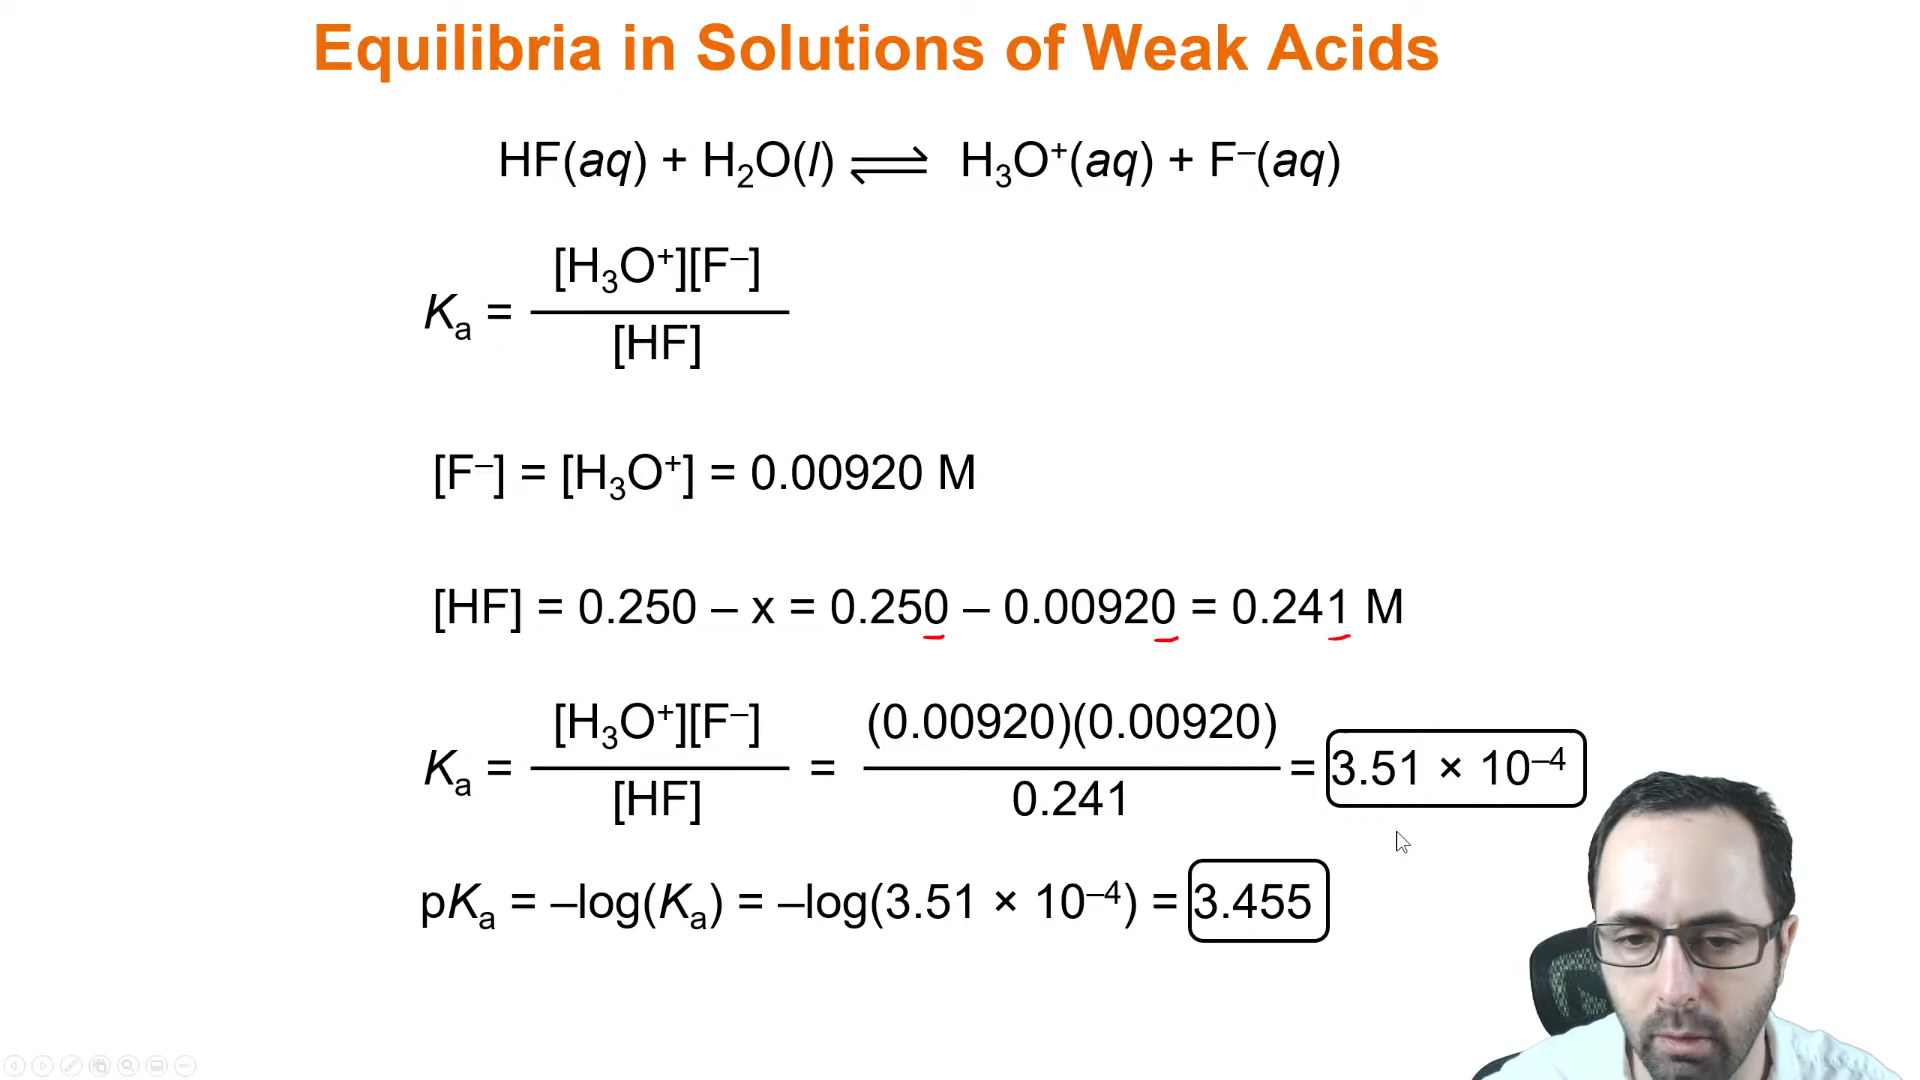 Equilibria in Solutions of Weak Acids
HF(aq) + H₂O(l) ⇌ H₃O⁺(aq) + F⁻(aq)
Kₐ = [H₃O⁺][F⁻] / [HF]
[F⁻] = [H₃O⁺] = 0.00920 M
[HF] = 0.250 – x = 0.250 – 0.00920 = 0.241 M
Kₐ = [H₃O⁺][F⁻] / [HF] = (0.00920)(0.00920) / 0.241 = 3.51 × 10⁻⁴
pKₐ = –log(Kₐ) = –log(3.51 × 10⁻⁴) = 3.455